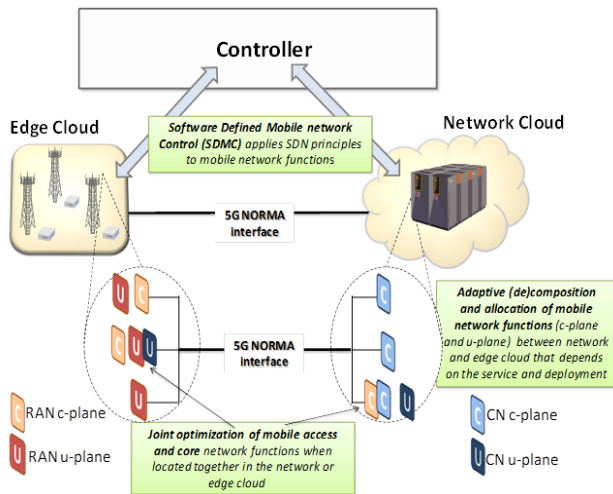 Controller
Edge Cloud
Network Cloud
Software Defined Mobile network
Control (SDMC) applies SDN principles
to mobile network functions
5G NORMA
interface
U C
C
C U U
5G NORMA
interface
C
U
C C U
Adaptive (de)composition
and allocation of mobile
network functions (c-plane
and u-plane) between network
and edge cloud that depends
on the service and deployment
C RAN c-plane
U RAN u-plane
Joint optimization of mobile access
and core network functions when
located together in the network or
edge cloud
C CN c-plane
U CN u-plane